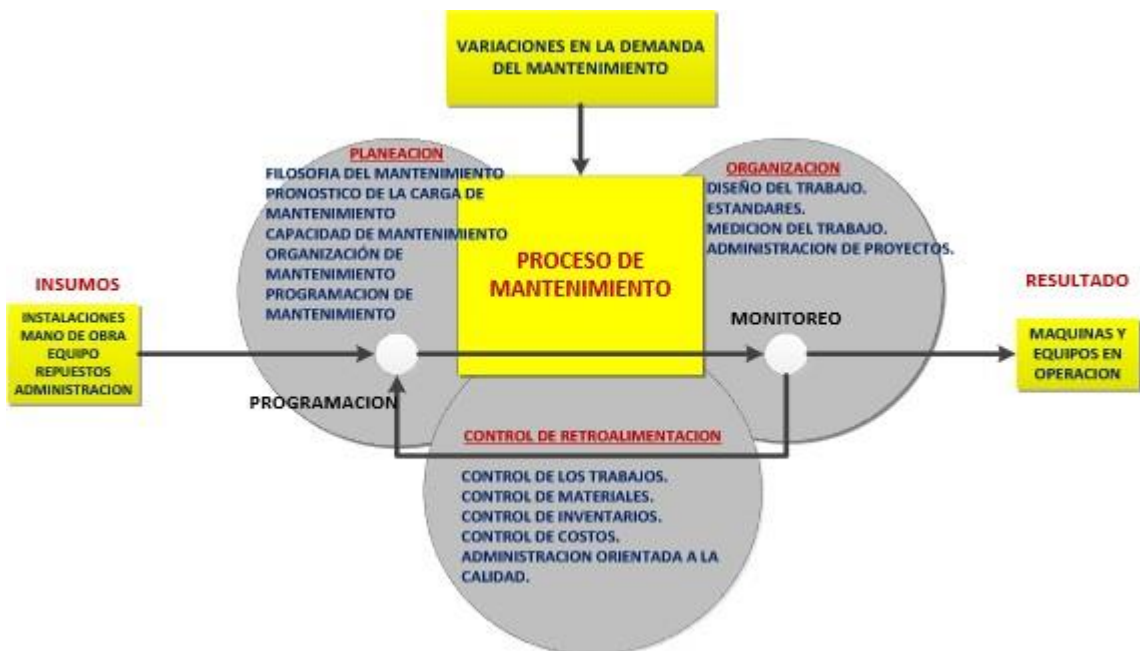 VARIACIONES EN LA DEMANDA
DEL MANTENIMIENTO
PLANEACION
FILOSOFIA DEL MANTENIMIENTO
PRONOSTICO DE LA CARGA DE
MANTENIMIENTO
CAPACIDAD DE MANTENIMIENTO
ORGANIZACIÓN DE
MANTENIMIENTO
PROGRAMACION DE
MANTENIMIENTO
ORGANIZACION
DISEÑO DEL TRABAJO.
ESTANDARES.
MEDICION DEL TRABAJO.
ADMINISTRACION DE PROYECTOS.
PROCESO DE
MANTENIMIENTO
INSUMOS
INSTALACIONES
MANO DE OBRA
EQUIPO
REPUESTOS
ADMINISTRACION
RESULTADO
MAQUINAS Y
EQUIPOS EN
OPERACION
MONITOREO
PROGRAMACION
CONTROL DE RETROALIMENTACION
CONTROL DE LOS TRABAJOS.
CONTROL DE MATERIALES.
CONTROL DE INVENTARIOS.
CONTROL DE COSTOS.
ADMINISTRACION ORIENTADA A LA
CALIDAD.